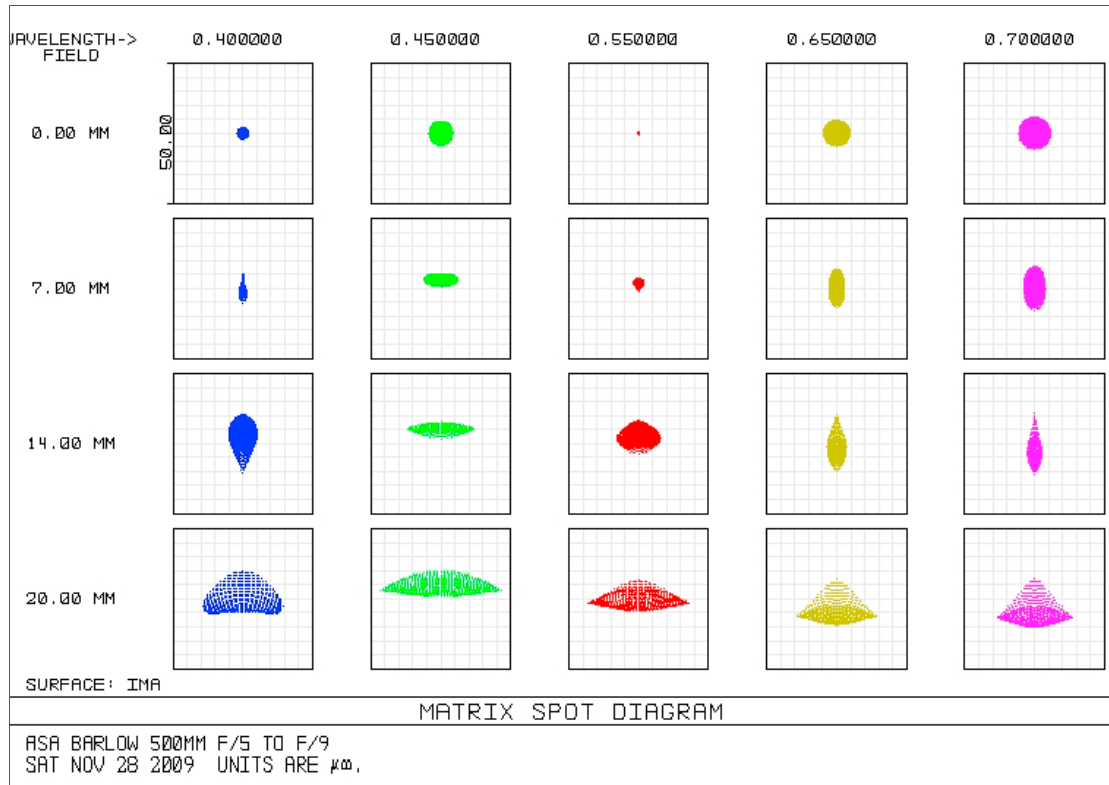 WAVELENGTH-> 0.400000 0.450000 0.550000 0.650000 0.700000
FIELD
0.00 MM
50.00
7.00 MM
14.00 MM
20.00 MM
SURFACE: IMA
MATRIX SPOT DIAGRAM
ASA BARLOW 500MM F/5 TO F/9
SAT NOV 28 2009 UNITS ARE µm.